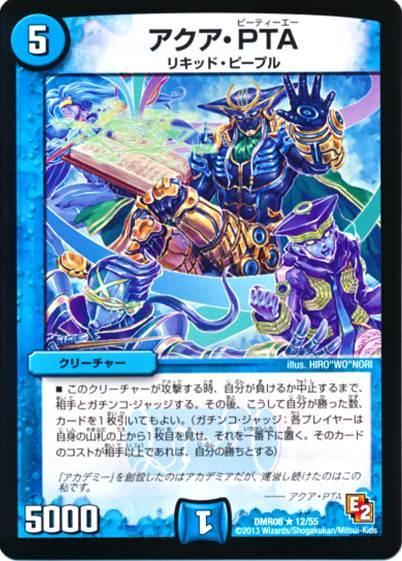 5
ピーティーエー
アクア・PTA
リキッド・ピープル
クリーチャー
illus. HIRO"WO"NORI
■ このクリーチャーが攻撃する時、自分が負けるか中止するまで、
相手とガチンコ・ジャッジする。その後、こうして自分が勝った数、
カードを1枚引いてもよい。（ガチンコ・ジャッジ：各プレイヤーは
自身の山札の上から1枚目を見せ、それを一番下に置く。そのカード
のコストが相手以上であれば、自分の勝ちとする）
「アカデミー」を創設したのはアカデミアだが、運営し続けたのはこの
私です。
—— アクア・PTA
5000
1
E2
DMR08 ★ 12/55
©2013 Wizards/Shogakukan/Mitsui-Kids